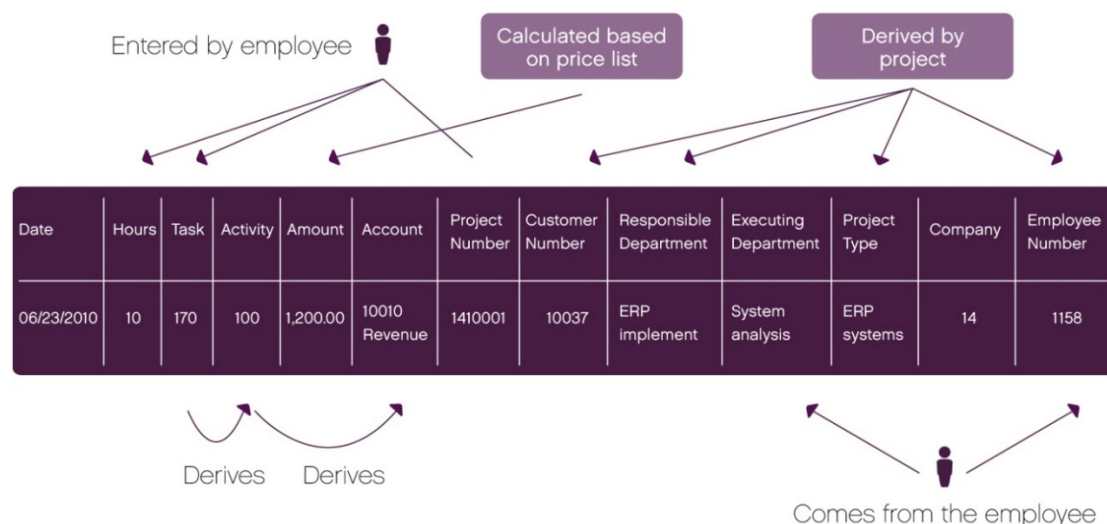 Entered by employee
Calculated based
on price list
Derived by
project
Date
Hours
Task
Activity
Amount
Account
Project
Number
Customer
Number
Responsible
Department
Executing
Department
Project
Type
Company
Employee
Number
06/23/2010
10
170
100
1,200.00
10010
Revenue
1410001
10037
ERP
implement
System
analysis
ERP
systems
14
1158
Derives
Derives
Comes from the employee